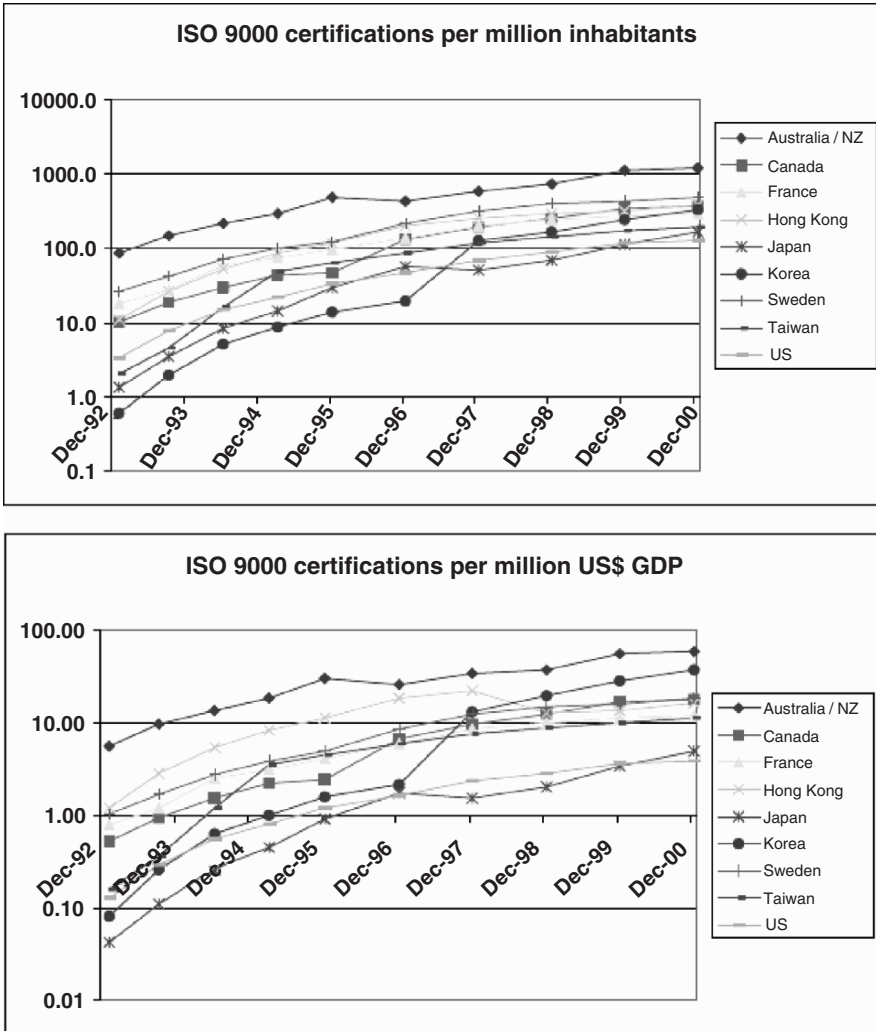 ISO 9000 certifications per million inhabitants
10000.0
1000.0
100.0
10.0
1.0
0.1
Dec-92
Dec-93
Dec-94
Dec-95
Dec-96
Dec-97
Dec-98
Dec-99
Dec-00
Australia / NZ
Canada
France
Hong Kong
Japan
Korea
Sweden
Taiwan
US
ISO 9000 certifications per million US$ GDP
100.00
10.00
1.00
0.10
0.01
Dec-92
Dec-93
Dec-94
Dec-95
Dec-96
Dec-97
Dec-98
Dec-99
Dec-00
Australia / NZ
Canada
France
Hong Kong
Japan
Korea
Sweden
Taiwan
US